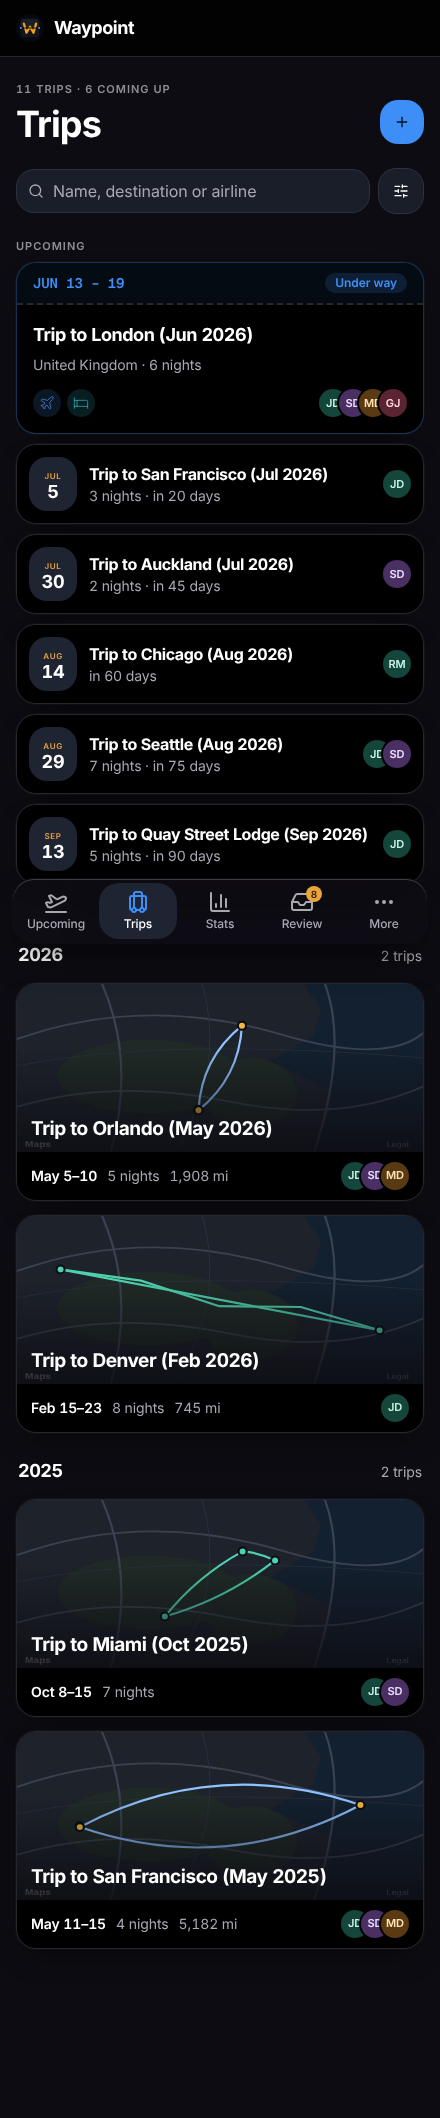 Waypoint
11 TRIPS · 6 COMING UP
Trips
+
Name, destination or airline
UPCOMING
JUN 13 – 19
Under way
Trip to London (Jun 2026)
United Kingdom · 6 nights
GJ
JUL
5
Trip to San Francisco (Jul 2026)
3 nights · in 20 days
JD
JUL
30
Trip to Auckland (Jul 2026)
2 nights · in 45 days
SD
AUG
14
Trip to Chicago (Aug 2026)
in 60 days
RM
AUG
29
Trip to Seattle (Aug 2026)
7 nights · in 75 days
SD
SEP
13
Trip to Quay Street Lodge (Sep 2026)
5 nights · in 90 days
JD
Upcoming
Trips
Stats
8
Review
More
2026
2 trips
Trip to Orlando (May 2026)
Maps
Legal
May 5–10 5 nights 1,908 mi
MD
Trip to Denver (Feb 2026)
Maps
Legal
Feb 15–23 8 nights 745 mi
JD
2025
2 trips
Trip to Miami (Oct 2025)
Maps
Legal
Oct 8–15 7 nights
SD
Trip to San Francisco (May 2025)
Maps
Legal
May 11–15 4 nights 5,182 mi
MD